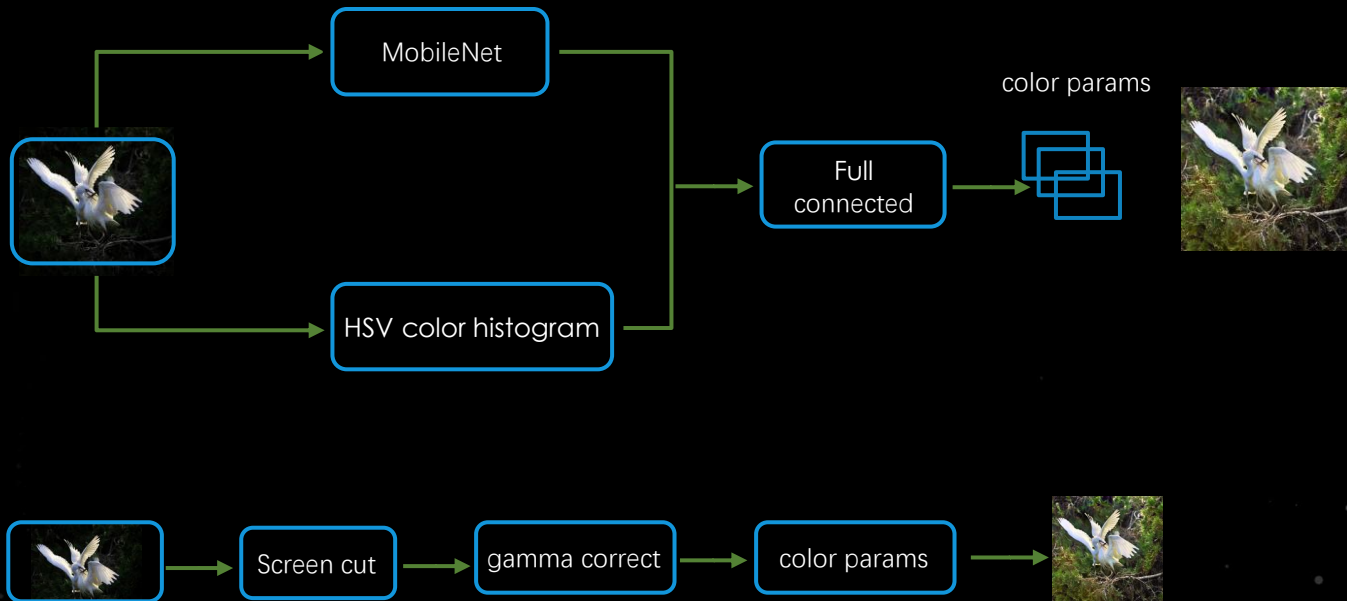 MobileNet
color params
Full
connected
HSV color histogram
Screen cut
gamma correct
color params